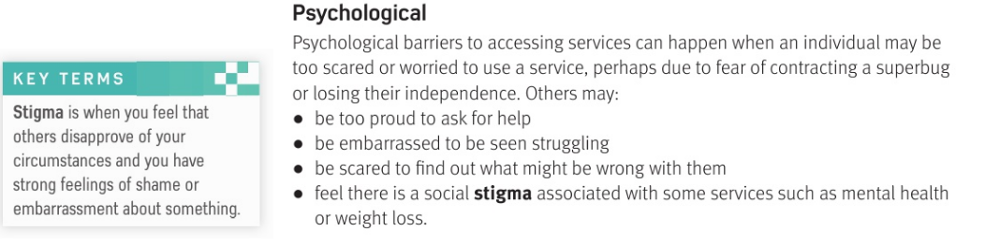 Psychological
Psychological barriers to accessing services can happen when an individual may be
too scared or worried to use a service, perhaps due to fear of contracting a superbug
or losing their independence. Others may:
● be too proud to ask for help
● be embarrassed to be seen struggling
● be scared to find out what might be wrong with them
● feel there is a social stigma associated with some services such as mental health
or weight loss.
KEY TERMS
Stigma is when you feel that
others disapprove of your
circumstances and you have
strong feelings of shame or
embarrassment about something.